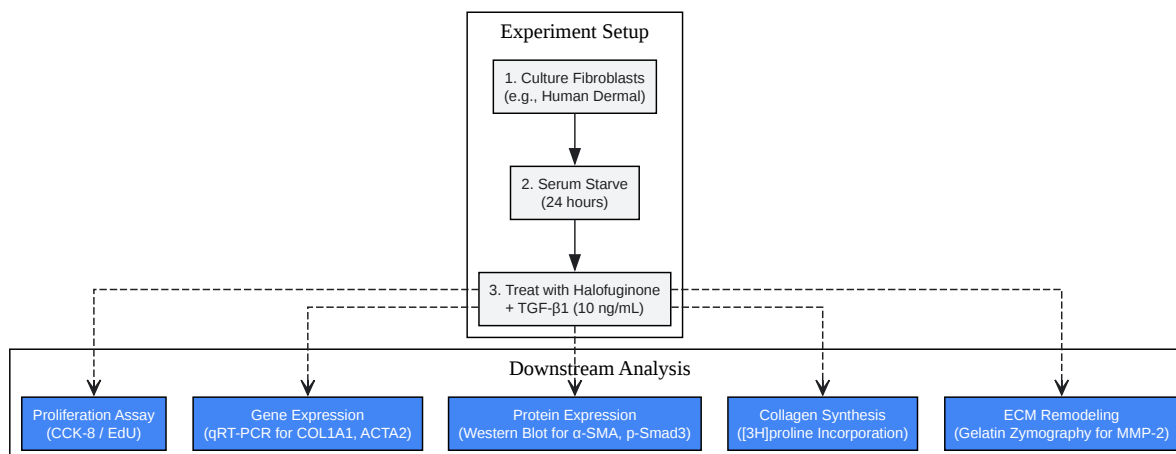 Experiment Setup
1. Culture Fibroblasts
(e.g., Human Dermal)
2. Serum Starve
(24 hours)
3. Treat with Halofuginone
+ TGF-β1 (10 ng/mL)
Downstream Analysis
Proliferation Assay
(CCK-8 / EdU)
Gene Expression
(qRT-PCR for COL1A1, ACTA2)
Protein Expression
(Western Blot for α-SMA, p-Smad3)
Collagen Synthesis
([3H]proline Incorporation)
ECM Remodeling
(Gelatin Zymography for MMP-2)